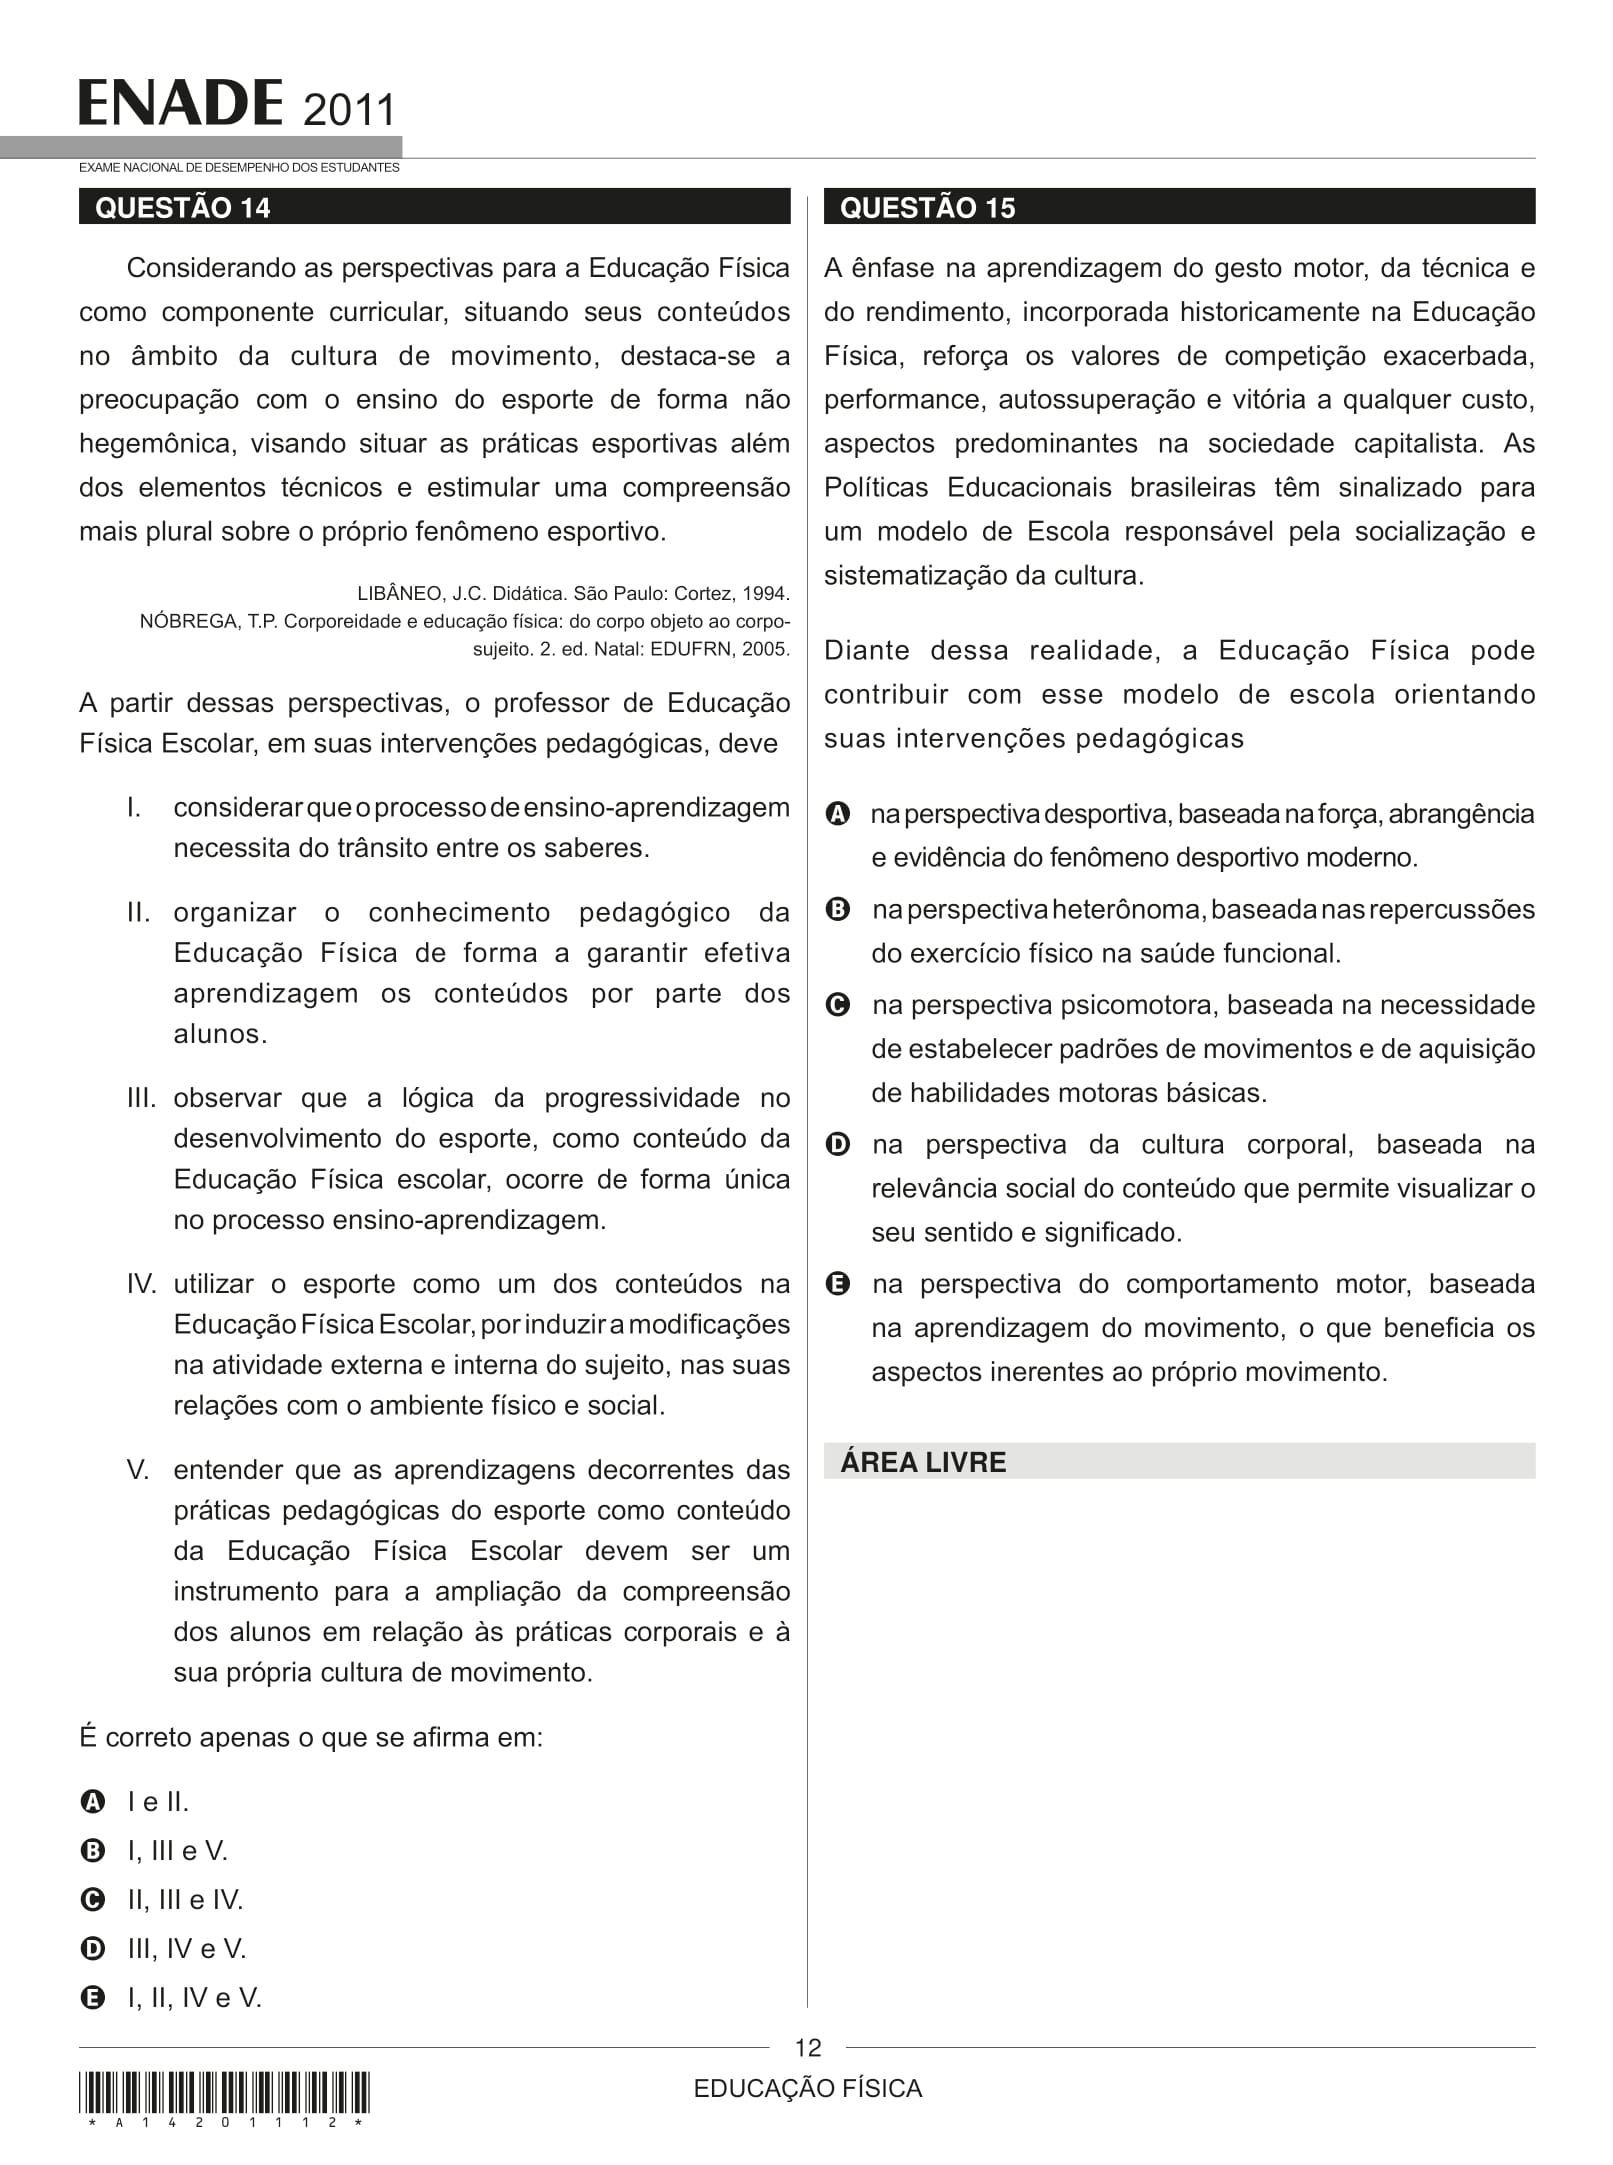 ENADE 2011
EXAME NACIONAL DE DESEMPENHO DOS ESTUDANTES
QUESTÃO 14
Considerando as perspectivas para a Educação Física
como componente curricular, situando seus conteúdos
no âmbito da cultura de movimento, destaca-se a
preocupação com o ensino do esporte de forma não
hegemônica, visando situar as práticas esportivas além
dos elementos técnicos e estimular uma compreensão
mais plural sobre o próprio fenômeno esportivo.
LIBÂNEO, J.C. Didática. São Paulo: Cortez, 1994.
NÓBREGA, T.P. Corporeidade e educação física: do corpo objeto ao corpo-
sujeito. 2. ed. Natal: EDUFRN, 2005.
A partir dessas perspectivas, o professor de Educação
Física Escolar, em suas intervenções pedagógicas, deve
I. considerar que o processo de ensino-aprendizagem
necessita do trânsito entre os saberes.
II. organizar o conhecimento pedagógico da
Educação Física de forma a garantir efetiva
aprendizagem os conteúdos por parte dos
alunos.
III. observar que a lógica da progressividade no
desenvolvimento do esporte, como conteúdo da
Educação Física escolar, ocorre de forma única
no processo ensino-aprendizagem.
IV. utilizar o esporte como um dos conteúdos na
Educação Física Escolar, por induzir a modificações
na atividade externa e interna do sujeito, nas suas
relações com o ambiente físico e social.
V. entender que as aprendizagens decorrentes das
práticas pedagógicas do esporte como conteúdo
da Educação Física Escolar devem ser um
instrumento para a ampliação da compreensão
dos alunos em relação às práticas corporais e à
sua própria cultura de movimento.
É correto apenas o que se afirma em:
A I e II.
B I, III e V.
C II, III e IV.
D III, IV e V.
E I, II, IV e V.
QUESTÃO 15
A ênfase na aprendizagem do gesto motor, da técnica e
do rendimento, incorporada historicamente na Educação
Física, reforça os valores de competição exacerbada,
performance, autossuperação e vitória a qualquer custo,
aspectos predominantes na sociedade capitalista. As
Políticas Educacionais brasileiras têm sinalizado para
um modelo de Escola responsável pela socialização e
sistematização da cultura.
Diante dessa realidade, a Educação Física pode
contribuir com esse modelo de escola orientando
suas intervenções pedagógicas
A na perspectiva desportiva, baseada na força, abrangência
e evidência do fenômeno desportivo moderno.
B na perspectiva heterônoma, baseada nas repercussões
do exercício físico na saúde funcional.
C na perspectiva psicomotora, baseada na necessidade
de estabelecer padrões de movimentos e de aquisição
de habilidades motoras básicas.
D na perspectiva da cultura corporal, baseada na
relevância social do conteúdo que permite visualizar o
seu sentido e significado.
E na perspectiva do comportamento motor, baseada
na aprendizagem do movimento, o que beneficia os
aspectos inerentes ao próprio movimento.
ÁREA LIVRE
12
EDUCAÇÃO FÍSICA
* A 1 4 2 0 1 1 1 2 *